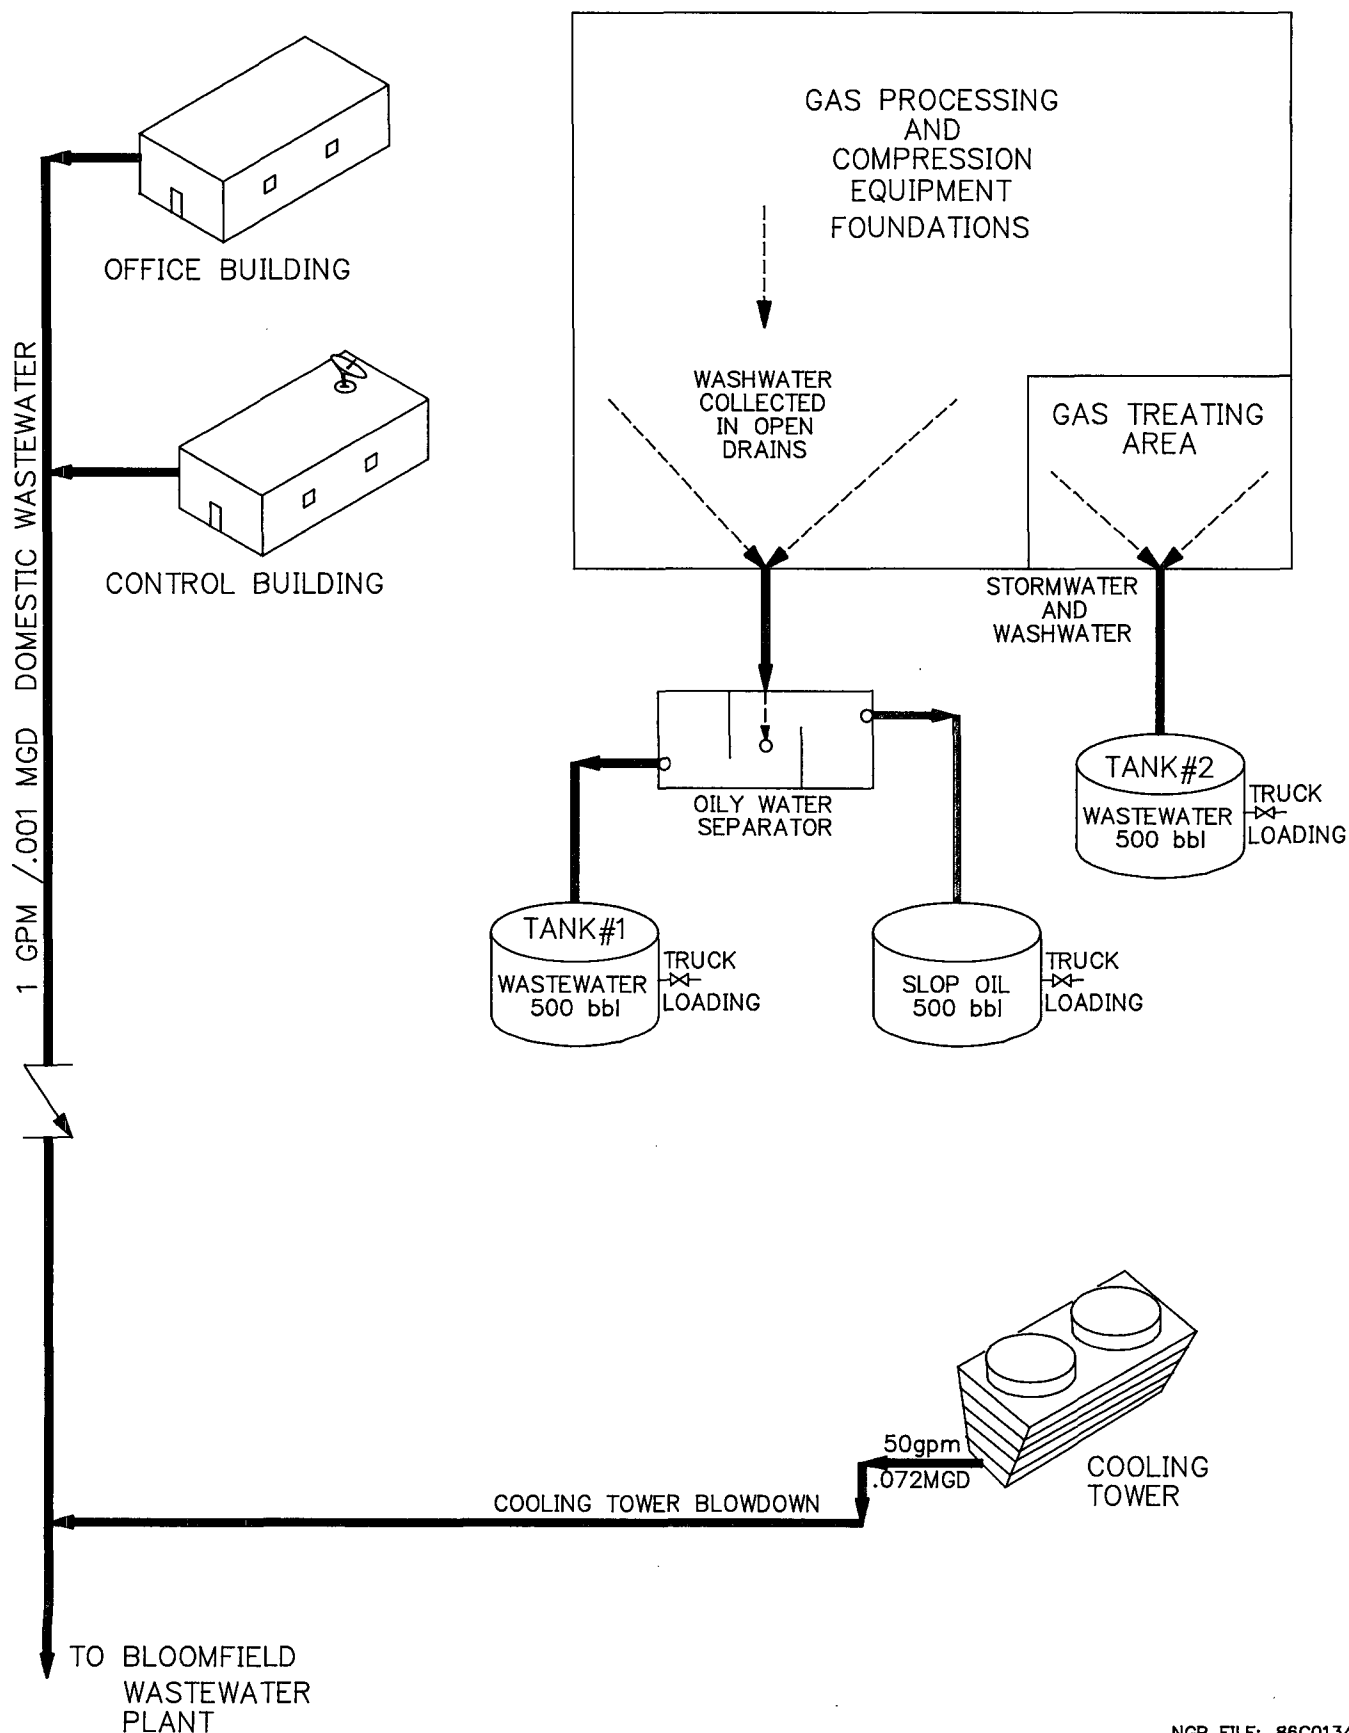 GAS PROCESSING
AND
COMPRESSION
EQUIPMENT
FOUNDATIONS
OFFICE BUILDING
WASHWATER
COLLECTED
IN OPEN
DRAINS
GAS TREATING
AREA
CONTROL BUILDING
STORMWATER
AND
WASHWATER
1 GPM /.001 MGD DOMESTIC WASTEWATER
OILY WATER
SEPARATOR
TANK#2
WASTEWATER
500 bbl
TRUCK
LOADING
TANK#1
WASTEWATER
500 bbl
TRUCK
LOADING
SLOP OIL
500 bbl
TRUCK
LOADING
50gpm
.072MGD
COOLING
TOWER
COOLING TOWER BLOWDOWN
TO BLOOMFIELD
WASTEWATER
PLANT